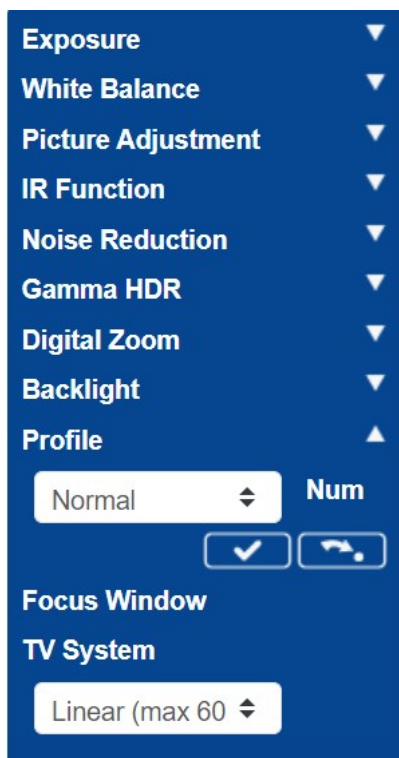 Exposure
White Balance
Picture Adjustment
IR Function
Noise Reduction
Gamma HDR
Digital Zoom
Backlight
Profile
Normal Num
Focus Window
TV System
Linear (max 60